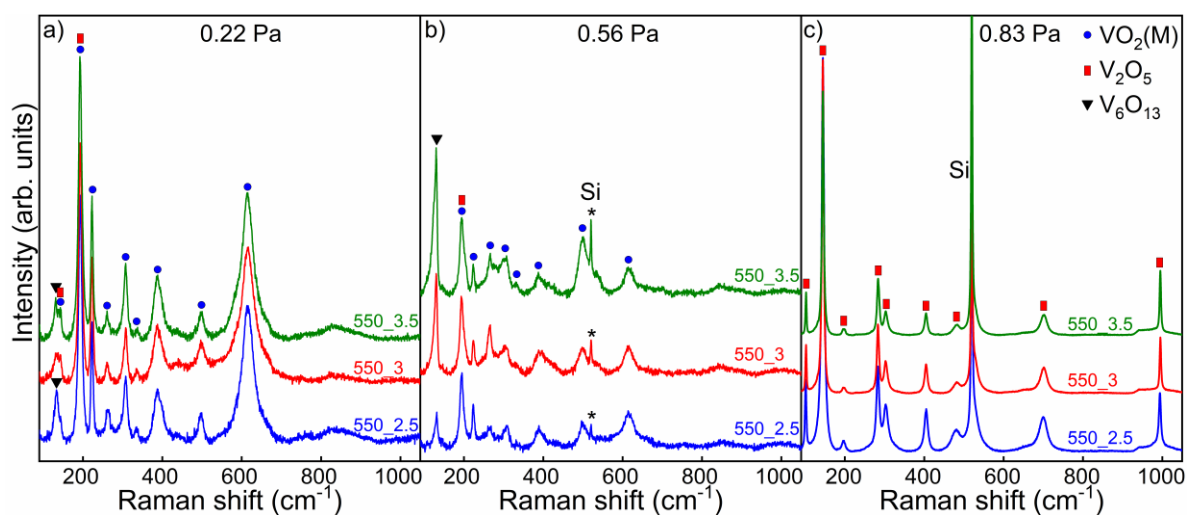 a)
0.22 Pa
b)
0.56 Pa
c)
0.83 Pa
VO2(M)
V2O5
V6O13
Si
*
Si
550_3.5
550_3.5
550_3.5
*
550_3
550_3
550_3
*
550_2.5
550_2.5
550_2.5
Intensity (arb. units)
200 400 600 800 1000
200 400 600 800 1000
200 400 600 800 1000
Raman shift (cm-1)
Raman shift (cm-1)
Raman shift (cm-1)